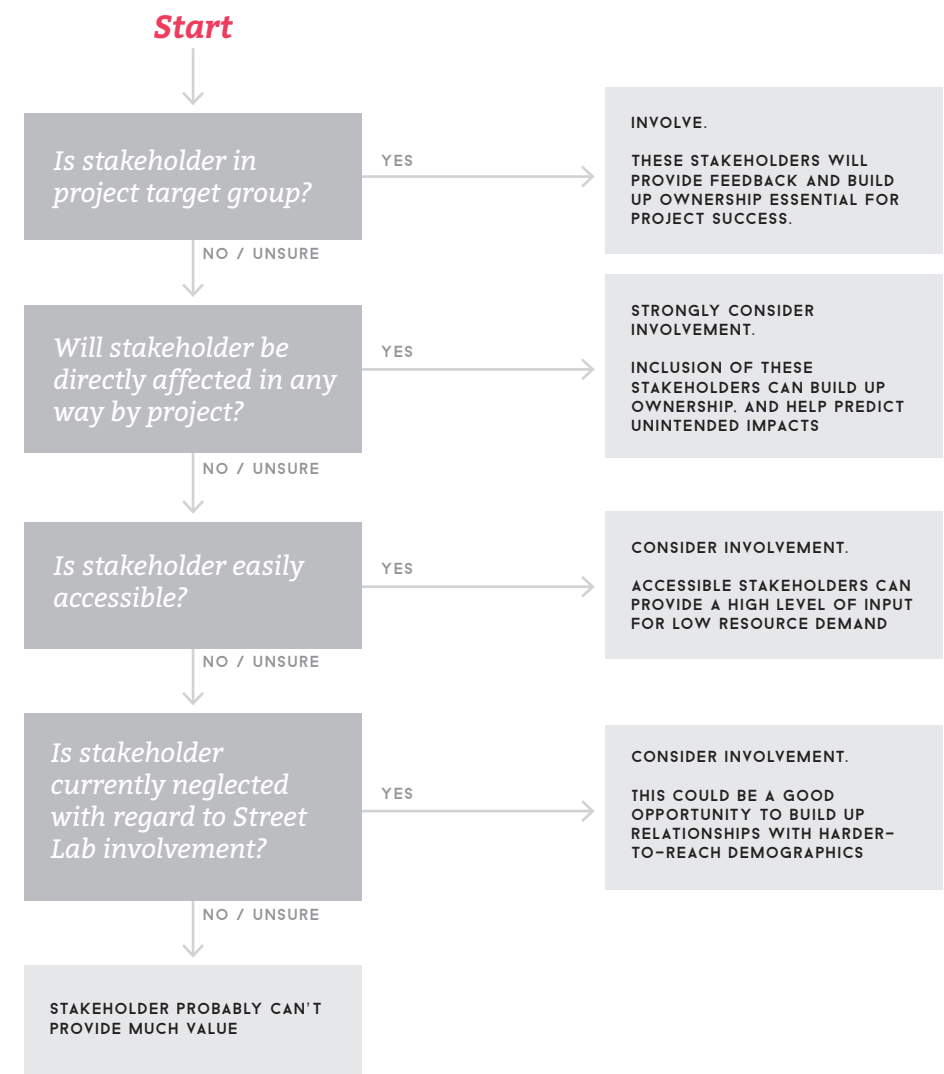 Start
Is stakeholder in
project target group?
YES
INVOLVE.
THESE STAKEHOLDERS WILL
PROVIDE FEEDBACK AND BUILD
UP OWNERSHIP ESSENTIAL FOR
PROJECT SUCCESS.
NO / UNSURE
Will stakeholder be
directly affected in any
way by project?
YES
STRONGLY CONSIDER
INVOLVEMENT.
INCLUSION OF THESE
STAKEHOLDERS CAN BUILD UP
OWNERSHIP, AND HELP PREDICT
UNINTENDED IMPACTS
NO / UNSURE
Is stakeholder easily
accessible?
YES
CONSIDER INVOLVEMENT.
ACCESSIBLE STAKEHOLDERS CAN
PROVIDE A HIGH LEVEL OF INPUT
FOR LOW RESOURCE DEMAND
NO / UNSURE
Is stakeholder
currently neglected
with regard to Street
Lab involvement?
YES
CONSIDER INVOLVEMENT.
THIS COULD BE A GOOD
OPPORTUNITY TO BUILD UP
RELATIONSHIPS WITH HARDER-
TO-REACH DEMOGRAPHICS
NO / UNSURE
STAKEHOLDER PROBABLY CAN'T
PROVIDE MUCH VALUE